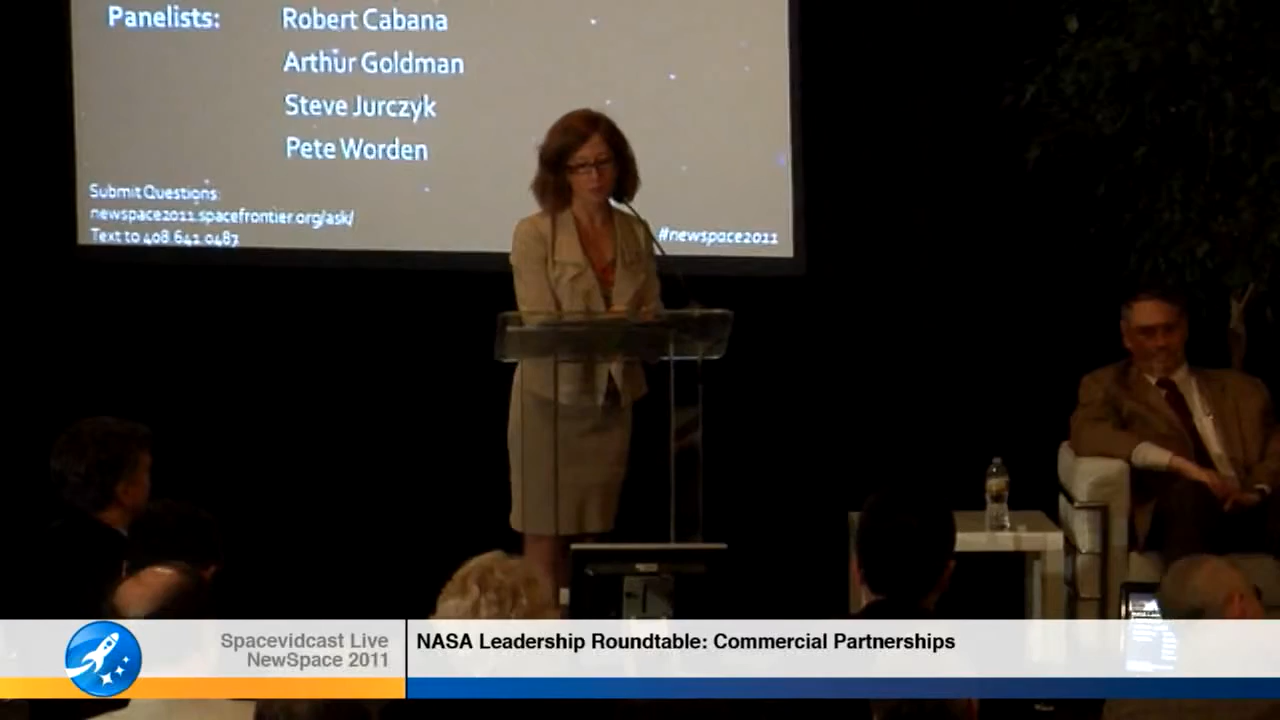 Panelists: Robert Cabana
Arthur Goldman
Steve Jurczyk
Pete Worden
Submit Questions:
newspace2011.spacefrontier.org/ask/
Text to 408 641 0487
#newspace2011
Spacevidcast Live
NewSpace 2011
NASA Leadership Roundtable: Commercial Partnerships